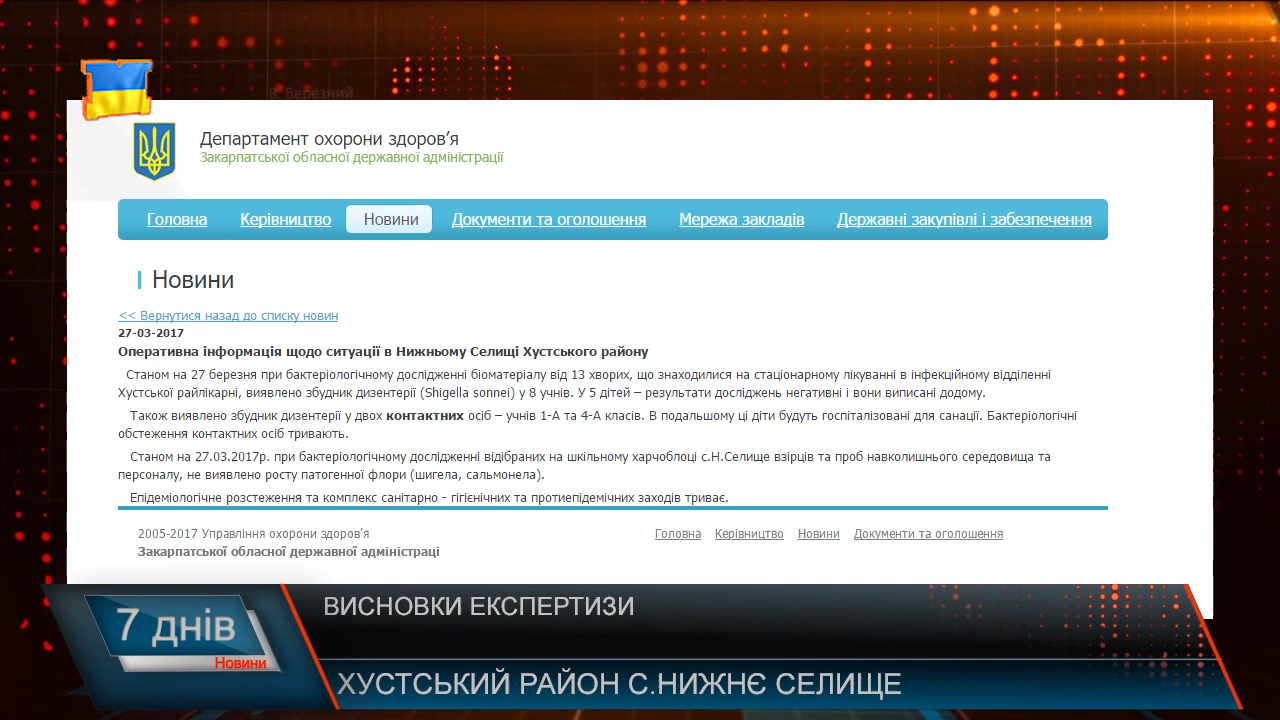 В. Березний
Департамент охорони здоров’я
Закарпатської обласної державної адміністрації
Головна Керівництво Новини Документи та оголошення Мережа закладів Державні закупівлі і забезпечення
Новини
<< Вернутися назад до списку новин
27-03-2017
Оперативна інформація щодо ситуації в Нижньому Селищі Хустського району
Станом на 27 березня при бактеріологічному дослідженні біоматеріалу від 13 хворих, що знаходилися на стаціонарному лікуванні в інфекційному відділенні
Хустської райлікарні, виявлено збудник дизентерії (Shigella sonnei) у 8 учнів. У 5 дітей – результати досліджень негативні і вони виписані додому.
Також виявлено збудник дизентерії у двох контактних осіб – учнів 1-А та 4-А класів. В подальшому ці діти будуть госпіталізовані для санації. Бактеріологічні
обстеження контактних осіб тривають.
Станом на 27.03.2017р. при бактеріологічному дослідженні відібраних на шкільному харчоблоці с.Н.Селище взірців та проб навколишнього середовища та
персоналу, не виявлено росту патогенної флори (шигела, сальмонела).
Епідеміологічне розстеження та комплекс санітарно - гігієнічних та протиепідемічних заходів триває.
2005-2017 Управління охорони здоров’я
Закарпатської обласної державної адміністраці
Головна Керівництво Новини Документи та оголошення
7 днів
Новини
ВИСНОВКИ ЕКСПЕРТИЗИ
ХУСТСЬКИЙ РАЙОН С.НИЖНЄ СЕЛИЩЕ